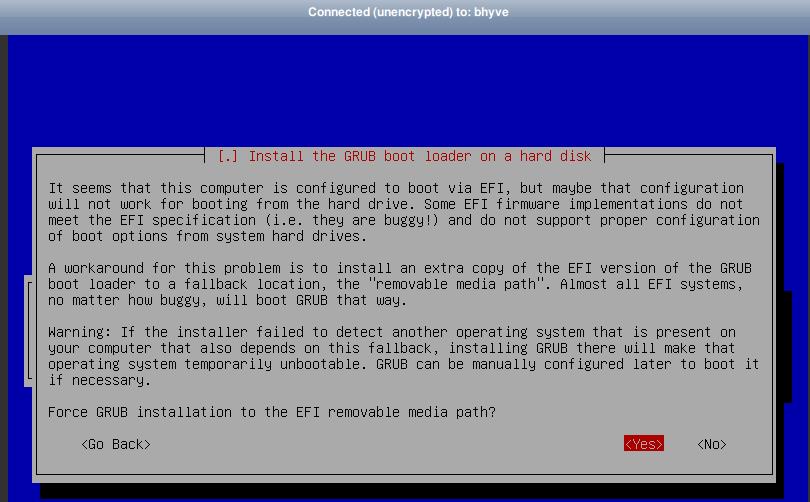 Connected (unencrypted) to: bhyve
[.] Install the GRUB boot loader on a hard disk
It seems that this computer is configured to boot via EFI, but maybe that configuration
will not work for booting from the hard drive. Some EFI firmware implementations do not
meet the EFI specification (i.e. they are buggy!) and do not support proper configuration
of boot options from system hard drives.
A workaround for this problem is to install an extra copy of the EFI version of the GRUB
boot loader to a fallback location, the "removable media path". Almost all EFI systems,
no matter how buggy, will boot GRUB that way.
Warning: If the installer failed to detect another operating system that is present on
your computer that also depends on this fallback, installing GRUB there will make that
operating system temporarily unbootable. GRUB can be manually configured later to boot it
if necessary.
Force GRUB installation to the EFI removable media path?
<Go Back> <Yes> <No>